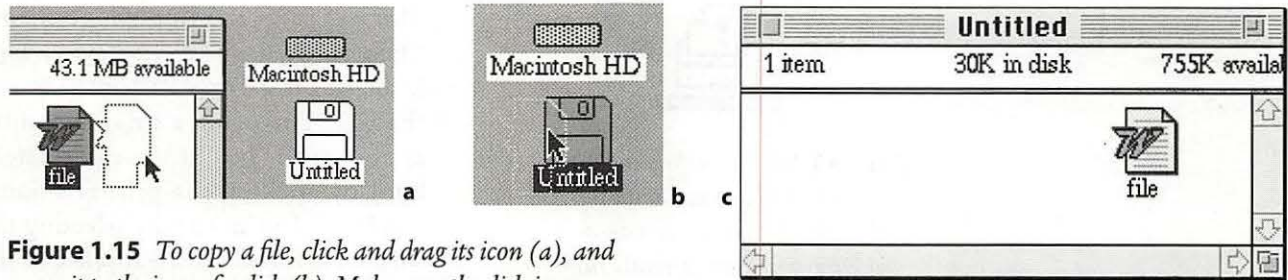 43.1 MB available
file
Macintosh HD
Untitled
a
Macintosh HD
Untitled
b
c
Untitled
1 item
30K in disk
755K availal
file
Figure 1.15 To copy a file, click and drag its icon (a), and